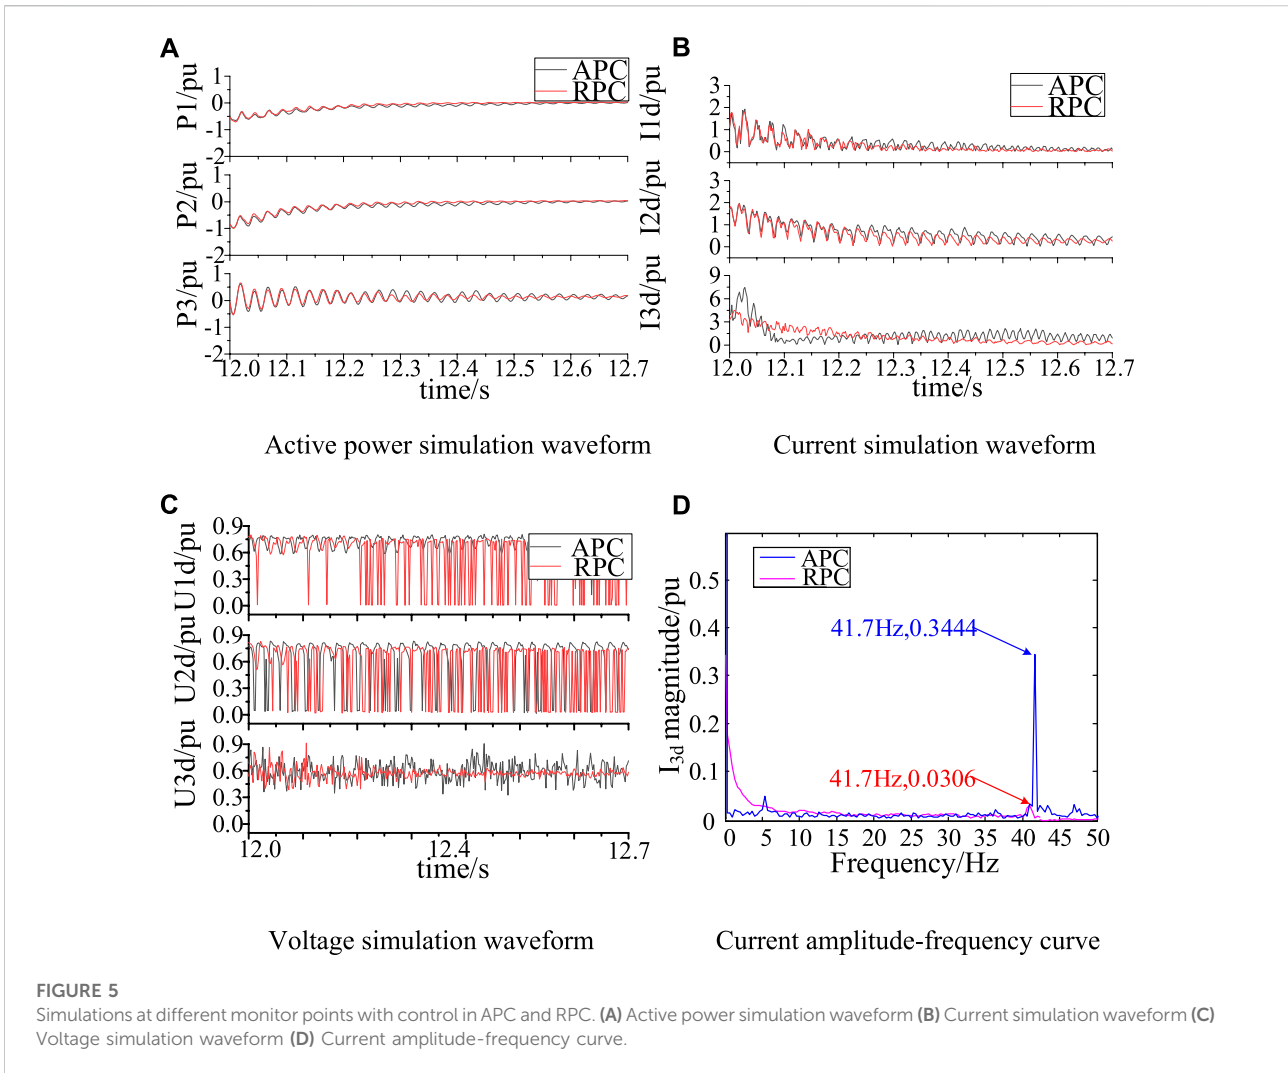 A
APC
RPC
P1/pu
1
0
-1
-2
P2/pu
1
0
-1
-2
P3/pu
1
0
-1
-2
12.0 12.1 12.2 12.3 12.4 12.5 12.6 12.7
time/s
Active power simulation waveform
B
APC
RPC
I1d/pu
3
2
1
0
I2d/pu
3
2
1
0
I3d/pu
9
6
3
0
12.0 12.1 12.2 12.3 12.4 12.5 12.6 12.7
time/s
Current simulation waveform
C
APC
RPC
U1d/pu
0.9
0.6
0.3
0.0
U2d/pu
0.9
0.6
0.3
0.0
U3d/pu
0.9
0.6
0.3
0.0
12.0 12.4 12.7
time/s
Voltage simulation waveform
D
APC
RPC
I3d magnitude/pu
0.5
0.4
0.3
0.2
0.1
0
41.7Hz,0.3444
41.7Hz,0.0306
0 5 10 15 20 25 30 35 40 45 50
Frequency/Hz
Current amplitude-frequency curve
FIGURE 5
Simulations at different monitor points with control in APC and RPC. (A) Active power simulation waveform (B) Current simulation waveform (C)
Voltage simulation waveform (D) Current amplitude-frequency curve.